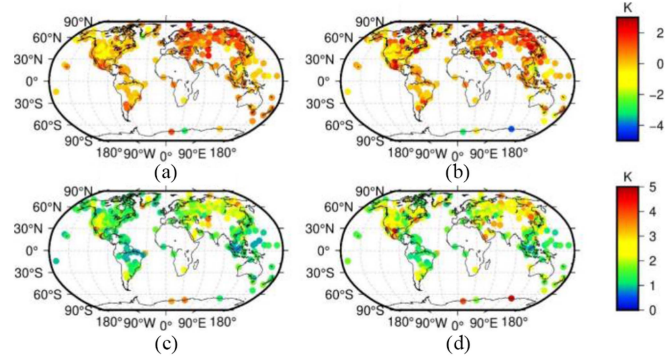 90°N 90°N K
60°N 60°N 2
30°N 30°N 0
0° 0° −2
30°S 30°S −4
60°S 60°S
90°S 90°S
180°90°W 0° 90°E 180° 180°90°W 0° 90°E 180°
(a) (b)
90°N 90°N K
5
60°N 60°N 4
30°N 30°N 3
0° 0° 2
30°S 30°S 1
60°S 60°S 0
90°S 90°S
180°90°W 0° 90°E 180° 180°90°W 0° 90°E 180°
(c) (d)